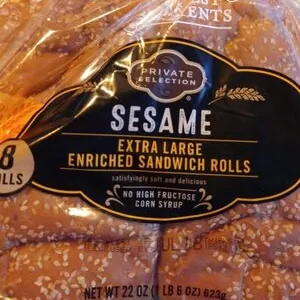 PRIVATE
SELECTION
SESAME
EXTRA LARGE
ENRICHED SANDWICH ROLLS
8
satisfyingly soft and delicious
NO HIGH FRUCTOSE
CORN SYRUP
NET WT 22 OZ (1 LB 6 OZ) 623g